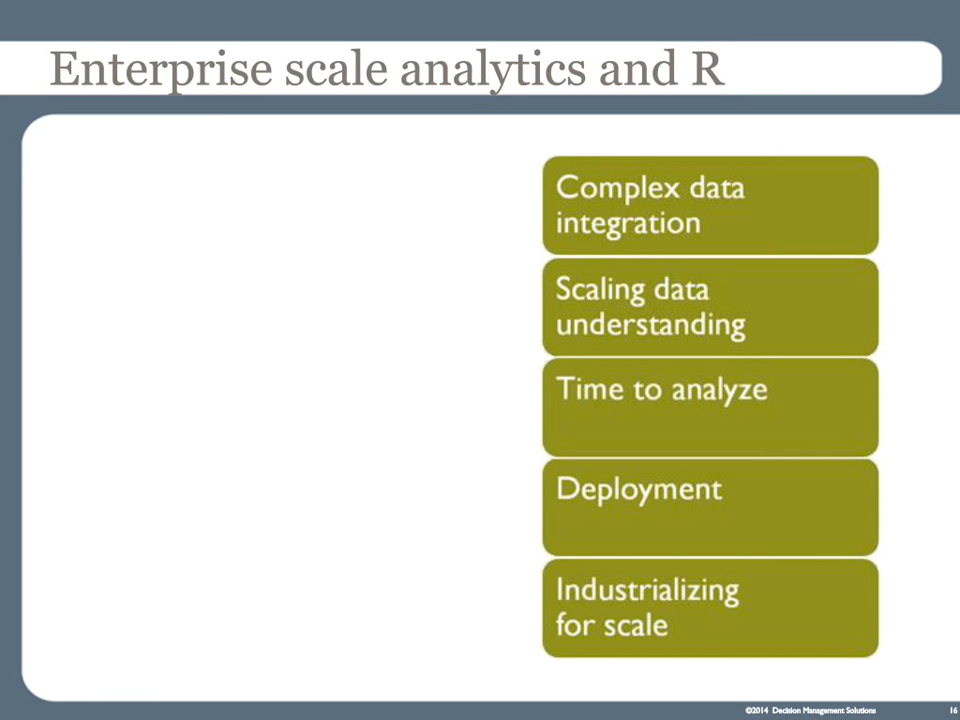 Enterprise scale analytics and R
Complex data
integration
Scaling data
understanding
Time to analyze
Deployment
Industrializing
for scale
©2014 Decision Management Solutions
16